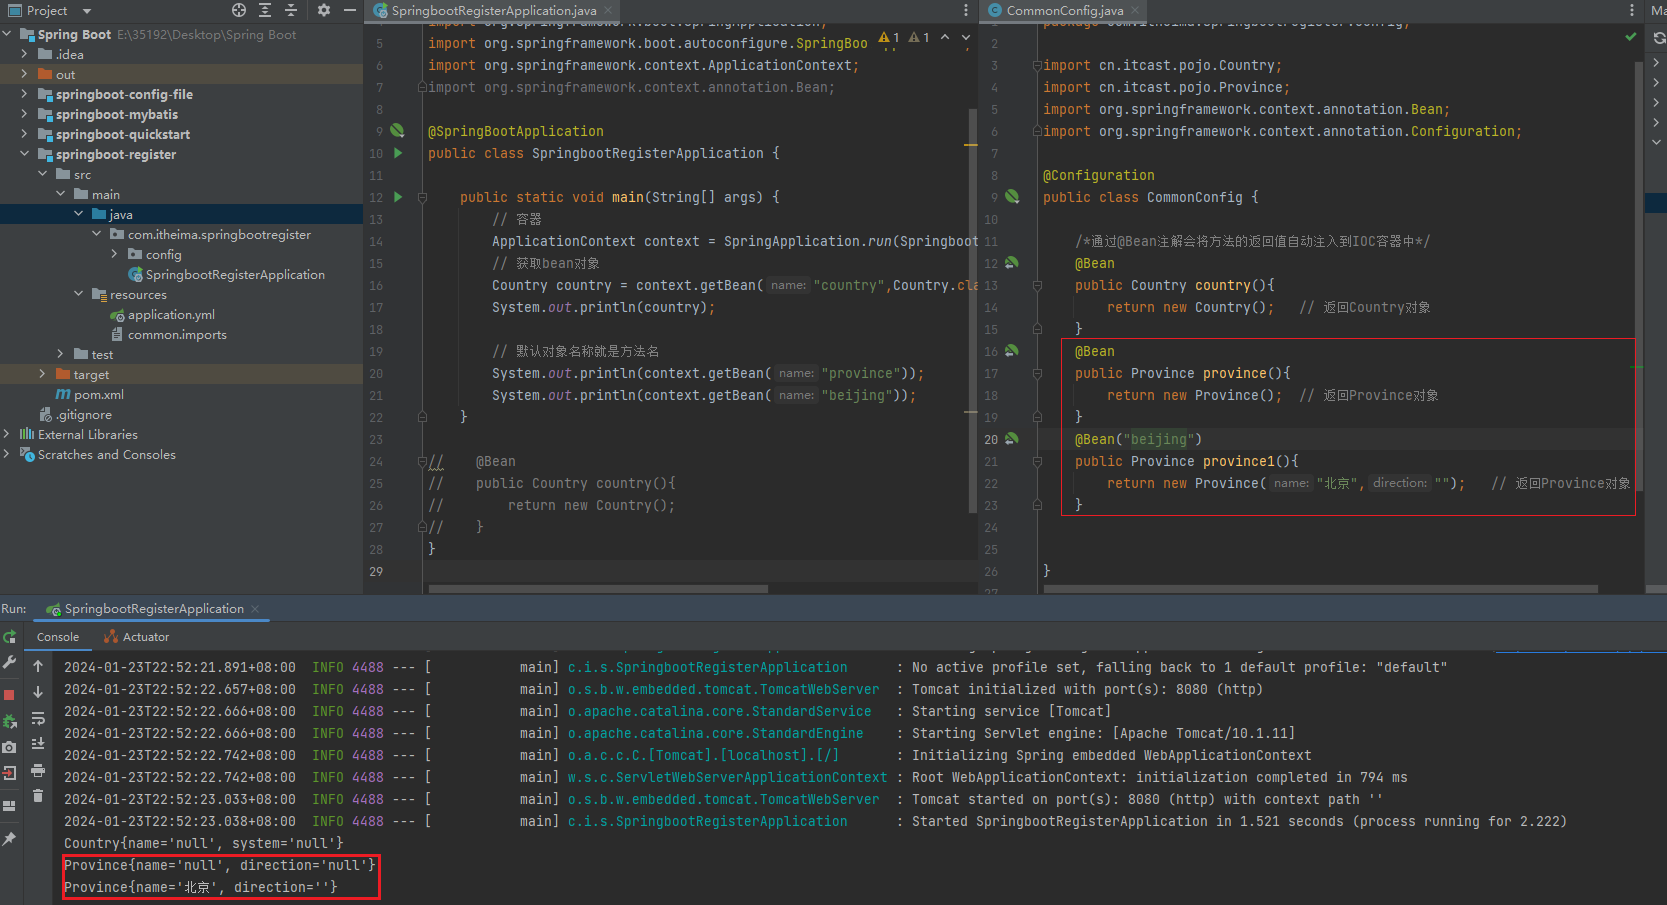 Project
Spring Boot E:\35192\Desktop\Spring Boot
.idea
out
springboot-config-file
springboot-mybatis
springboot-quickstart
springboot-register
src
main
java
com.itheima.springbootregister
config
SpringbootRegisterApplication
resources
application.yml
common.imports
test
target
pom.xml
.gitignore
External Libraries
Scratches and Consoles
SpringbootRegisterApplication.java
1 1
5 import org.springframework.boot.autoconfigure.SpringBoo
6 import org.springframework.context.ApplicationContext;
7 import org.springframework.context.annotation.Bean;
8
9 @SpringBootApplication
10 public class SpringbootRegisterApplication {
11
12 public static void main(String[] args) {
13 // 容器
14 ApplicationContext context = SpringApplication.run(Springboot
15 // 获取bean对象
16 Country country = context.getBean( name: "country",Country.cla
17 System.out.println(country);
18
19 // 默认对象名称就是方法名
20 System.out.println(context.getBean( name: "province"));
21 System.out.println(context.getBean( name: "beijing"));
22 }
23
24 // @Bean
25 // public Country country(){
26 // return new Country();
27 // }
28 }
29
CommonConfig.java
Ma
2
3 import cn.itcast.pojo.Country;
4 import cn.itcast.pojo.Province;
5 import org.springframework.context.annotation.Bean;
6 import org.springframework.context.annotation.Configuration;
7
8 @Configuration
9 public class CommonConfig {
10
11 /*通过@Bean注解会将方法的返回值自动注入到IOC容器中*/
12 @Bean
13 public Country country(){
14 return new Country(); // 返回Country对象
15 }
16 @Bean
17 public Province province(){
18 return new Province(); // 返回Province对象
19 }
20 @Bean("beijing")
21 public Province province1(){
22 return new Province( name: "北京", direction: ""); // 返回Province对象
23 }
24
25
26 }
Run: SpringbootRegisterApplication
Console Actuator
2024-01-23T22:52:21.891+08:00 INFO 4488 --- [ main] c.i.s.SpringbootRegisterApplication : No active profile set, falling back to 1 default profile: "default"
2024-01-23T22:52:22.657+08:00 INFO 4488 --- [ main] o.s.b.w.embedded.tomcat.TomcatWebServer : Tomcat initialized with port(s): 8080 (http)
2024-01-23T22:52:22.666+08:00 INFO 4488 --- [ main] o.apache.catalina.core.StandardService : Starting service [Tomcat]
2024-01-23T22:52:22.666+08:00 INFO 4488 --- [ main] o.apache.catalina.core.StandardEngine : Starting Servlet engine: [Apache Tomcat/10.1.11]
2024-01-23T22:52:22.742+08:00 INFO 4488 --- [ main] o.a.c.c.C.[Tomcat].[localhost].[/] : Initializing Spring embedded WebApplicationContext
2024-01-23T22:52:22.742+08:00 INFO 4488 --- [ main] w.s.c.ServletWebServerApplicationContext : Root WebApplicationContext: initialization completed in 794 ms
2024-01-23T22:52:23.033+08:00 INFO 4488 --- [ main] o.s.b.w.embedded.tomcat.TomcatWebServer : Tomcat started on port(s): 8080 (http) with context path ''
2024-01-23T22:52:23.038+08:00 INFO 4488 --- [ main] c.i.s.SpringbootRegisterApplication : Started SpringbootRegisterApplication in 1.521 seconds (process running for 2.222)
Country{name='null', system='null'}
Province{name='null', direction='null'}
Province{name='北京', direction=''}